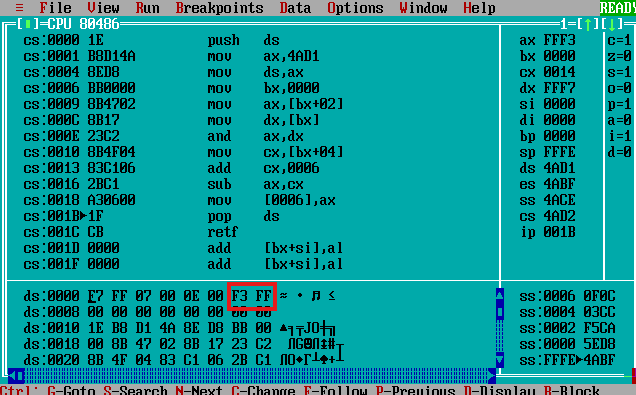 ≡ File View Run Breakpoints Data Options Window Help READY
[■]=CPU 80486 1=[↑][↓]
cs:0000 1E push ds ax FFF3 c=1
cs:0001 B8D14A mov ax,4AD1 bx 0000 z=0
cs:0004 8ED8 mov ds,ax cx 0014 s=1
cs:0006 BB0000 mov bx,0000 dx FFF7 o=0
cs:0009 8B4702 mov ax,[bx+02] si 0000 p=1
cs:000C 8B17 mov dx,[bx] di 0000 a=0
cs:000E 23C2 and ax,dx bp 0000 i=1
cs:0010 8B4F04 mov cx,[bx+04] sp FFFE d=0
cs:0013 83C106 add cx,0006 ds 4AD1
cs:0016 2BC1 sub ax,cx es 4ABF
cs:0018 A30600 mov [0006],ax ss 4ACE
cs:001B►1F pop ds cs 4AD2
cs:001C CB retf ip 001B
cs:001D 0000 add [bx+si],al
cs:001F 0000 add [bx+si],al
ds:0000 F7 FF 07 00 0E 00 F3 FF ≈ • ♫ ≤ ss:0006 0F0C
ds:0008 00 00 00 00 00 00 00 00 ss:0004 03CC
ds:0010 1E B8 D1 4A 8E D8 BB 00 ▲╕╤JÄ╪╗ ss:0002 F5CA
ds:0018 00 8B 47 02 8B 17 23 C2 ïG☻ï↨#┬ ss:0000 5ED8
ds:0020 8B 4F 04 83 C1 06 2B C1 ïO♦â┴♠+┴ ss:FFFE►4ABF
Ctrl: G-Goto S-Search N-Next C-Change F-Follow P-Previous D-Display B-Block